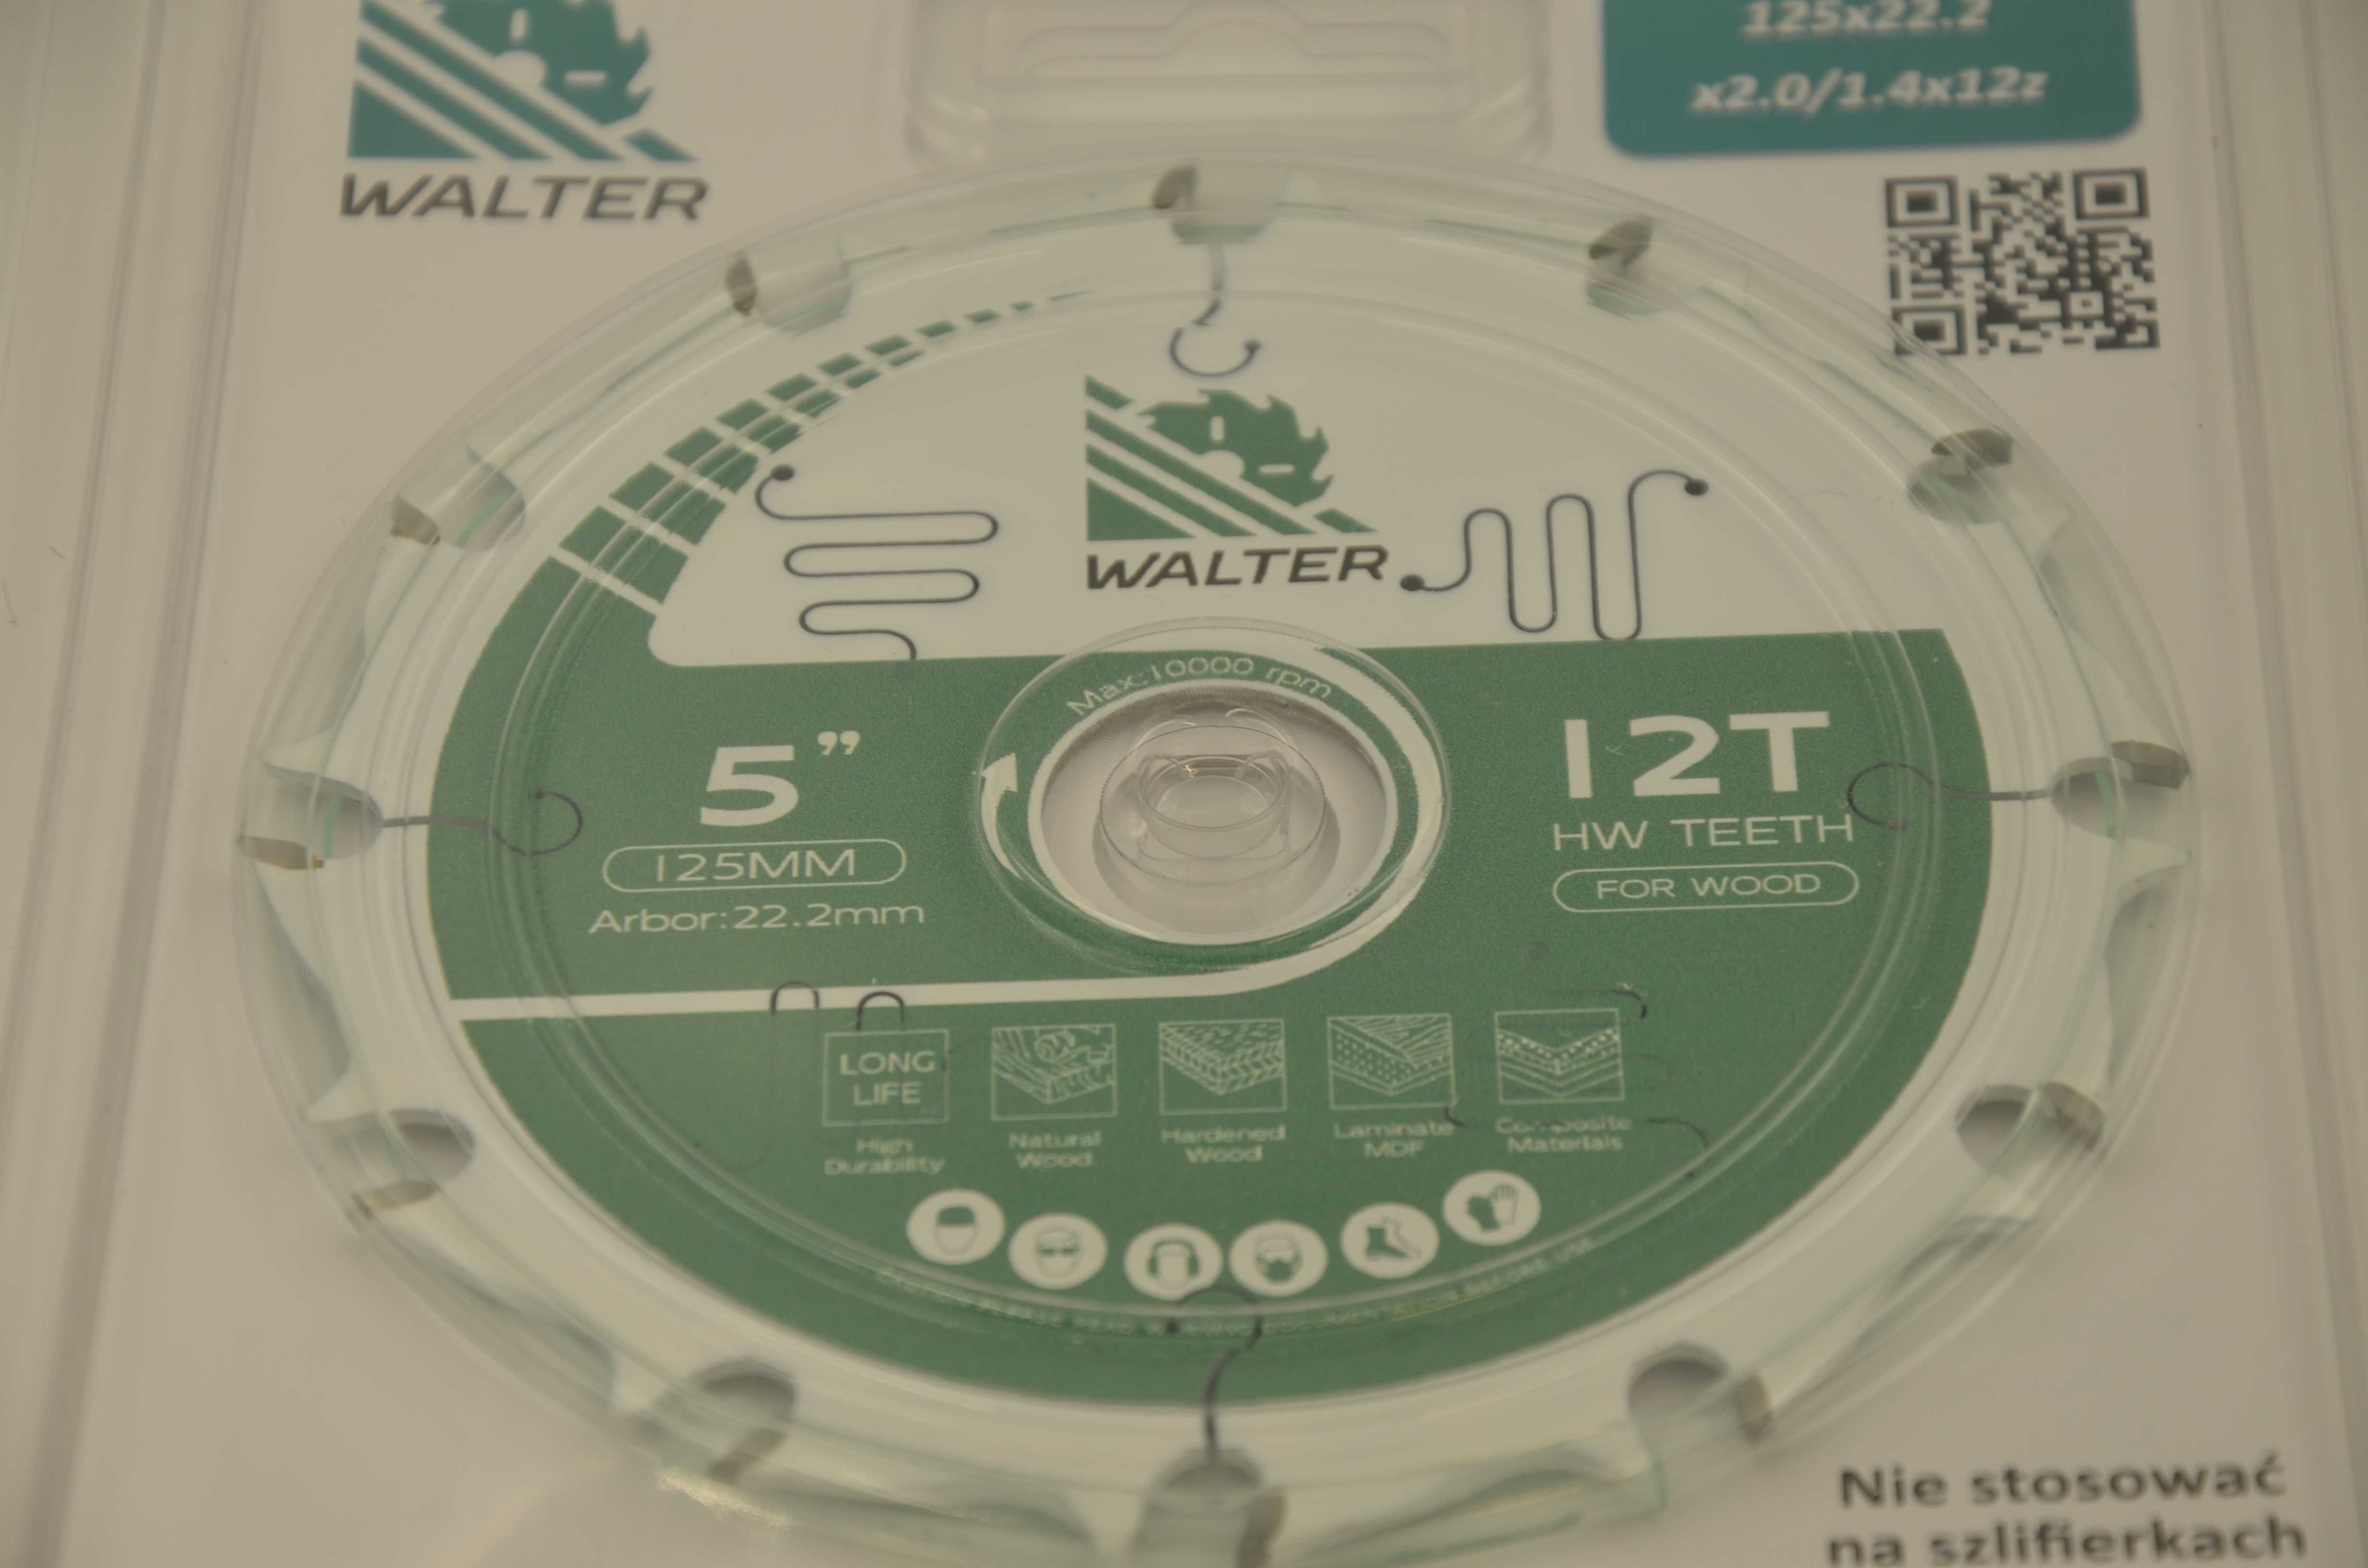 WALTER
125x22.2
x2.0/1.4x12z
WALTER
Max:10000 rpm
5”
125MM
Arbor:22.2mm
12T
HW TEETH
FOR WOOD
LONG
LIFE
High
Durability
Natural
Wood
Hardened
Wood
Laminate
MDF
Composite
Materials
Nie stosować
na szlifierkach